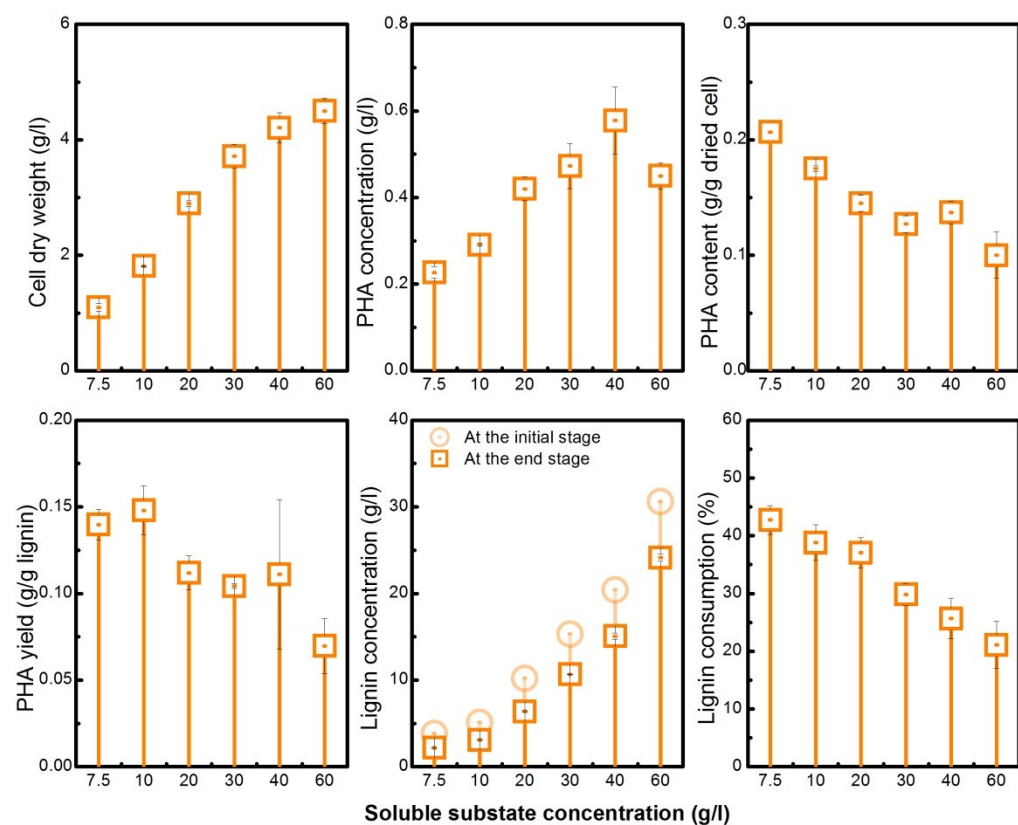 Cell dry weight (g/l)
6
4
2
0
7.5 10 20 30 40 60
PHA concentration (g/l)
0.8
0.6
0.4
0.2
0.0
7.5 10 20 30 40 60
PHA content (g/g dried cell)
0.3
0.2
0.1
0.0
7.5 10 20 30 40 60
PHA yield (g/g lignin)
0.20
0.15
0.10
0.05
0.00
7.5 10 20 30 40 60
Lignin concentration (g/l)
40
30
20
10
0
At the initial stage
At the end stage
7.5 10 20 30 40 60
Lignin consumption (%)
60
50
40
30
20
10
0
7.5 10 20 30 40 60
Soluble substate concentration (g/l)